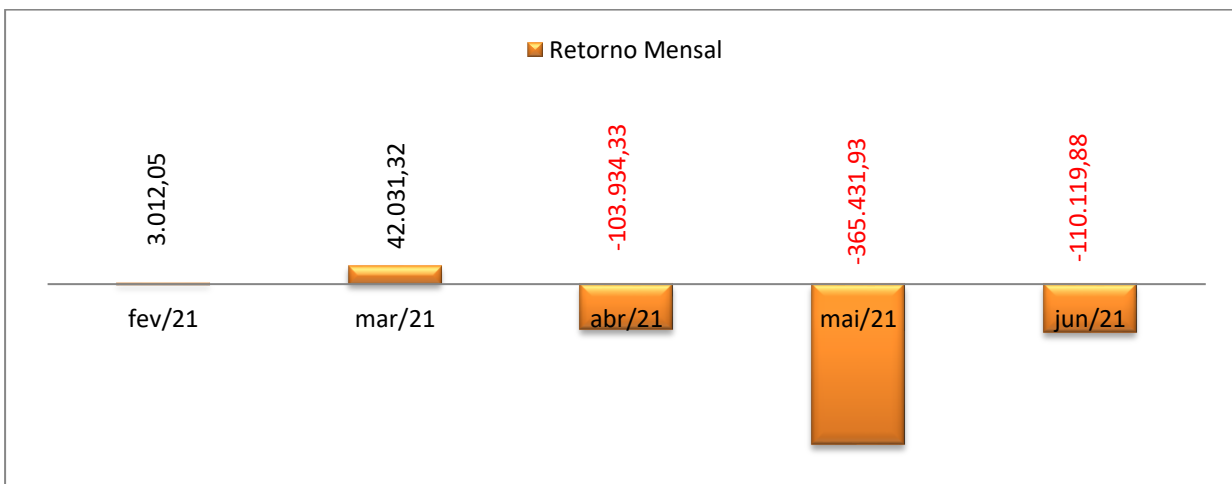 Retorno Mensal
3.012,05
42.031,32
-103.934,33
-365.431,93
-110.119,88
fev/21
mar/21
abr/21
mai/21
jun/21